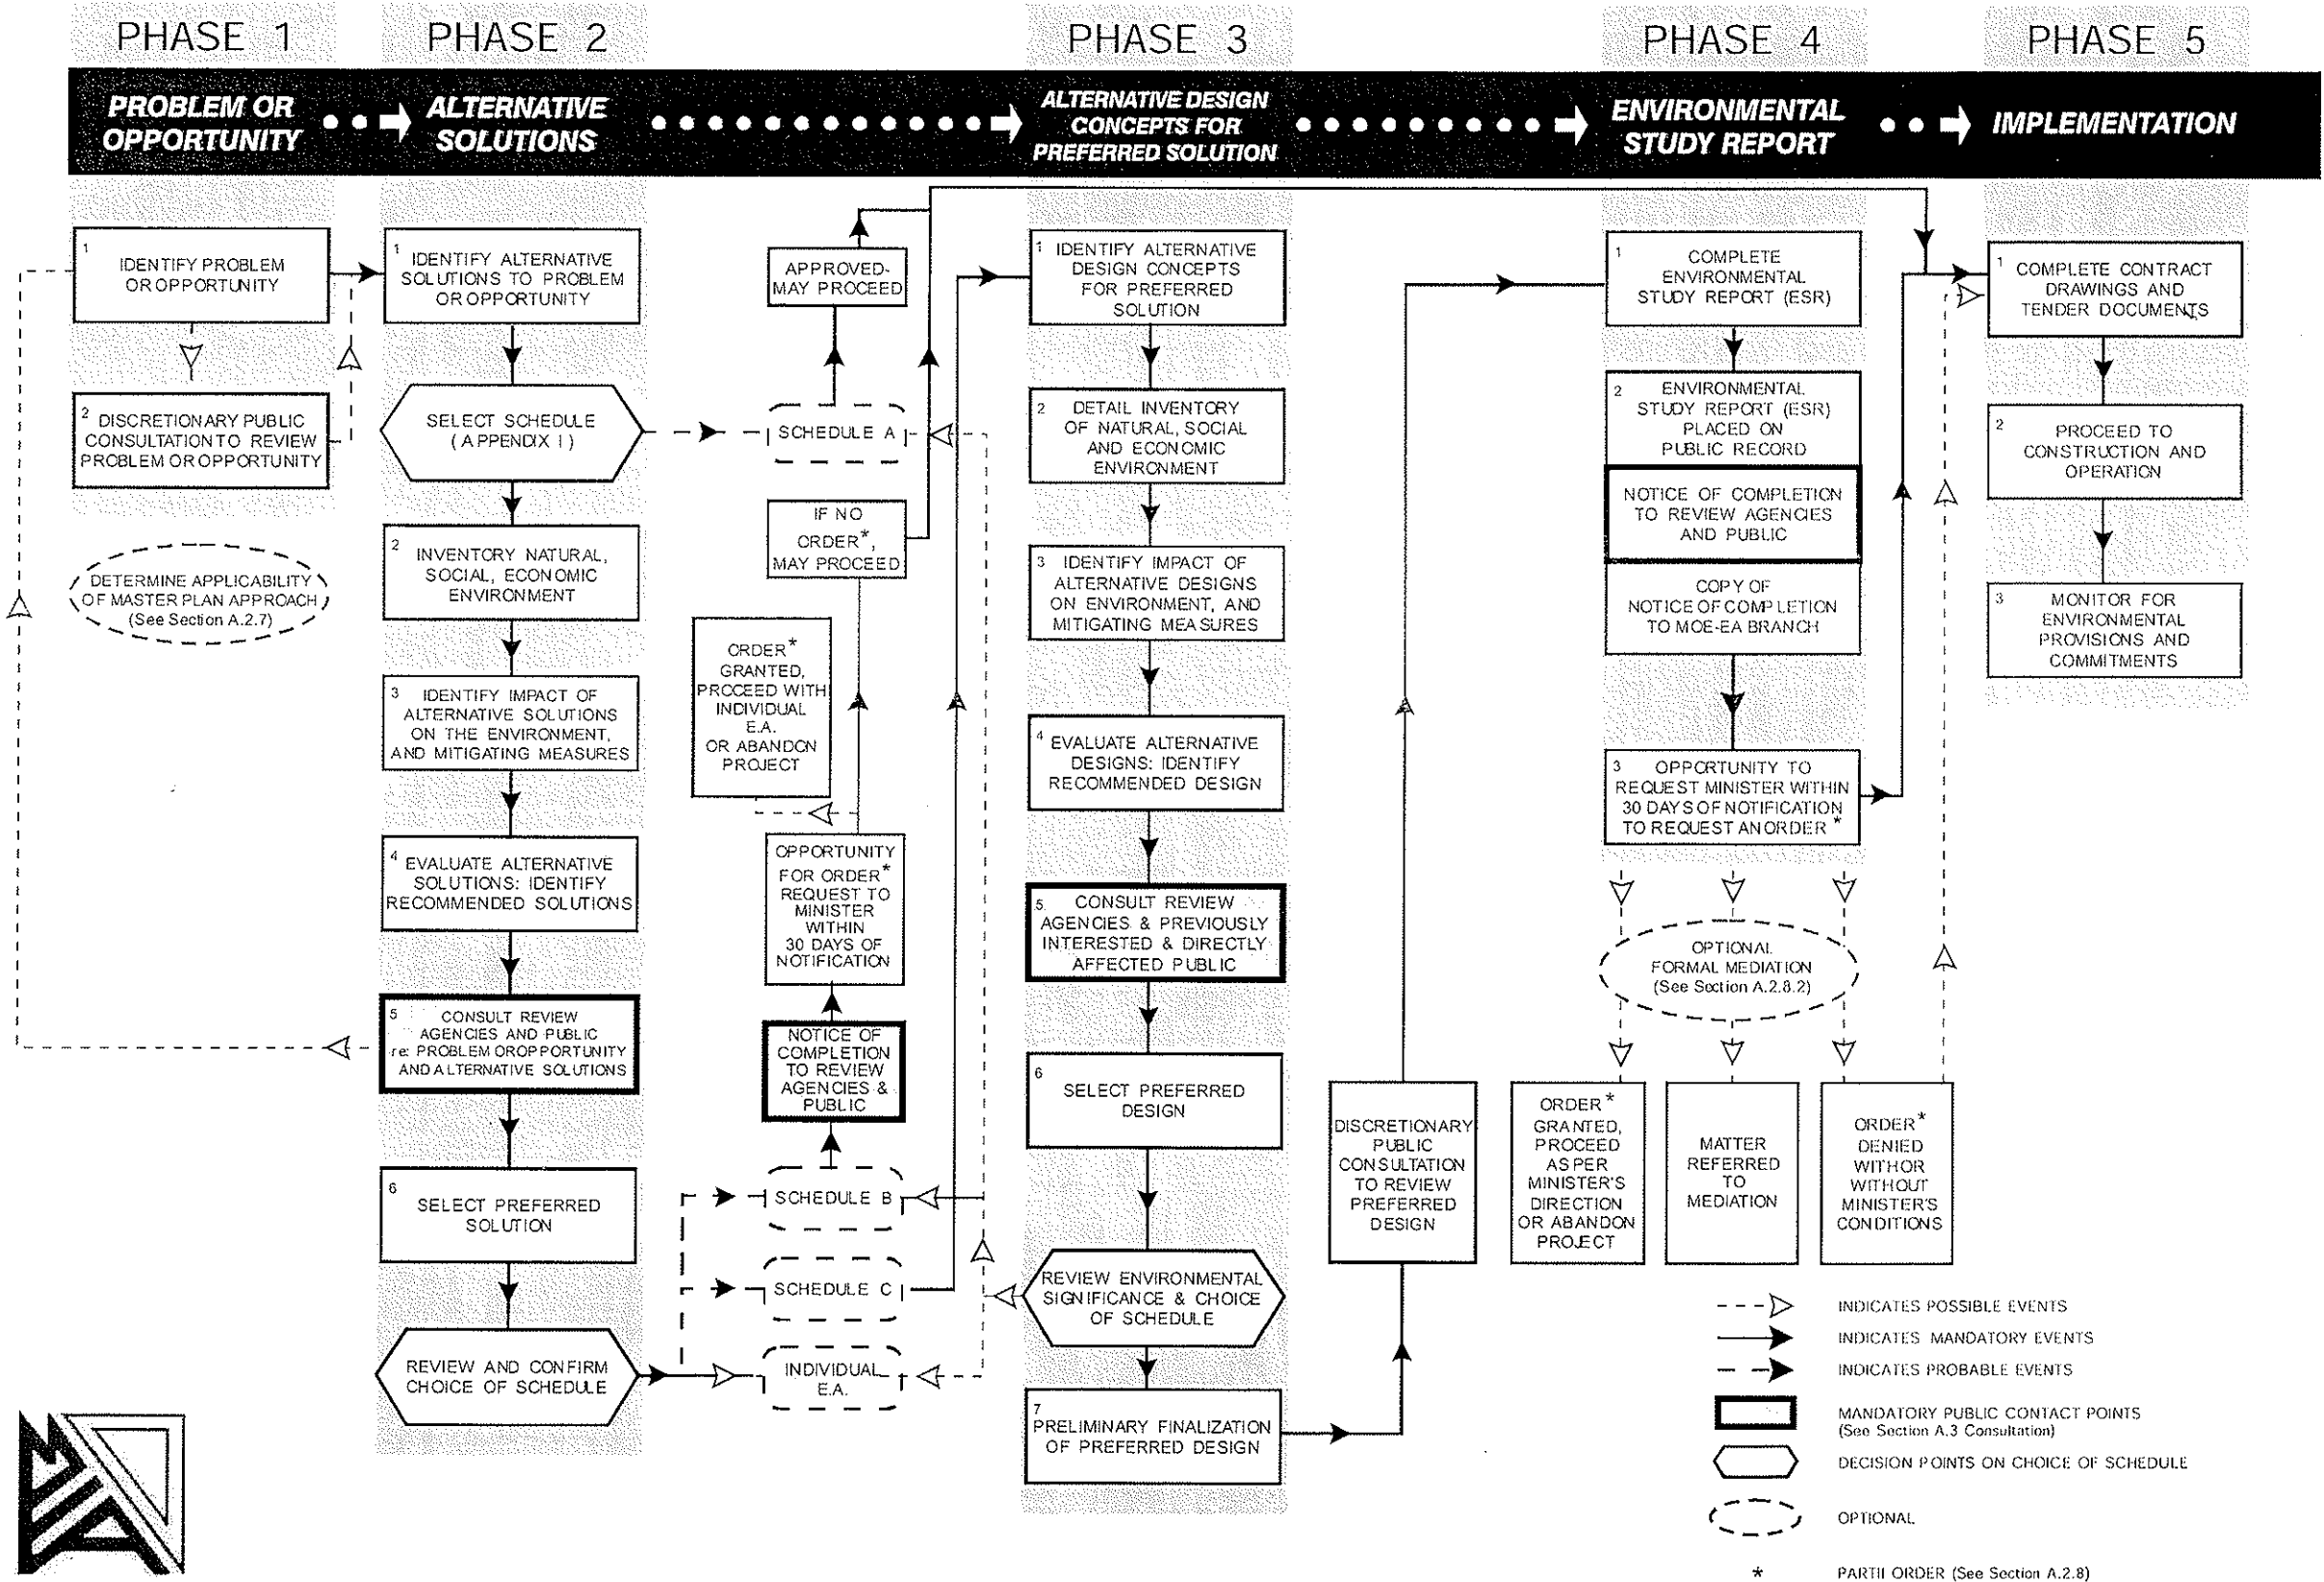 PHASE 1
PHASE 2
PHASE 3
PHASE 4
PHASE 5
PROBLEM OR
OPPORTUNITY
ALTERNATIVE
SOLUTIONS
ALTERNATIVE DESIGN
CONCEPTS FOR
PREFERRED SOLUTION
ENVIRONMENTAL
STUDY REPORT
IMPLEMENTATION
1
IDENTIFY PROBLEM
OR OPPORTUNITY
2 DISCRETIONARY PUBLIC
CONSULTATION TO REVIEW
PROBLEM OR OPPORTUNITY
DETERMINE APPLICABILITY
OF MASTER PLAN APPROACH
(See Section A.2.7)
1 IDENTIFY ALTERNATIVE
SOLUTIONS TO PROBLEM
OR OPPORTUNITY
SELECT SCHEDULE
(APPENDIX I)
2
INVENTORY NATURAL,
SOCIAL, ECONOMIC
ENVIRONMENT
3 IDENTIFY IMPACT OF
ALTERNATIVE SOLUTIONS
ON THE ENVIRONMENT,
AND MITIGATING MEASURES
4 EVALUATE ALTERNATIVE
SOLUTIONS: IDENTIFY
RECOMMENDED SOLUTIONS
5 CONSULT REVIEW
AGENCIES AND PUBLIC
re: PROBLEM OR OPPORTUNITY
AND ALTERNATIVE SOLUTIONS
6
SELECT PREFERRED
SOLUTION
REVIEW AND CONFIRM
CHOICE OF SCHEDULE
APPROVED-
MAY PROCEED
SCHEDULE A
IF NO
ORDER*,
MAY PROCEED
ORDER*
GRANTED,
PROCEED WITH
INDIVIDUAL
E.A.
OR ABANDON
PROJECT
OPPORTUNITY
FOR ORDER*
REQUEST TO
MINISTER
WITHIN
30 DAYS OF
NOTIFICATION
NOTICE OF
COMPLETION
TO REVIEW
AGENCIES &
PUBLIC
SCHEDULE B
SCHEDULE C
INDIVIDUAL
E.A.
1 IDENTIFY ALTERNATIVE
DESIGN CONCEPTS
FOR PREFERRED
SOLUTION
2 DETAIL INVENTORY
OF NATURAL, SOCIAL
AND ECONOMIC
ENVIRONMENT
3 IDENTIFY IMPACT OF
ALTERNATIVE DESIGNS
ON ENVIRONMENT, AND
MITIGATING MEASURES
4 EVALUATE ALTERNATIVE
DESIGNS: IDENTIFY
RECOMMENDED DESIGN
5. CONSULT REVIEW
AGENCIES & PREVIOUSLY
INTERESTED & DIRECTLY
AFFECTED PUBLIC
6
SELECT PREFERRED
DESIGN
REVIEW ENVIRONMENTAL
SIGNIFICANCE & CHOICE
OF SCHEDULE
7
PRELIMINARY FINALIZATION
OF PREFERRED DESIGN
DISCRETIONARY
PUBLIC
CONSULTATION
TO REVIEW
PREFERRED
DESIGN
1 COMPLETE
ENVIRONMENTAL
STUDY REPORT (ESR)
2 ENVIRONMENTAL
STUDY REPORT (ESR)
PLACED ON
PUBLIC RECORD
NOTICE OF COMPLETION
TO REVIEW AGENCIES
AND PUBLIC
COPY OF
NOTICE OF COMPLETION
TO MOE-EA BRANCH
3 OPPORTUNITY TO
REQUEST MINISTER WITHIN
30 DAYS OF NOTIFICATION
TO REQUEST AN ORDER *
OPTIONAL
FORMAL MEDIATION
(See Section A.2.8.2)
ORDER*
GRANTED,
PROCEED
AS PER
MINISTER'S
DIRECTION
OR ABANDON
PROJECT
MATTER
REFERRED
TO
MEDIATION
ORDER*
DENIED
WITH OR
WITHOUT
MINISTER'S
CONDITIONS
1 COMPLETE CONTRACT
DRAWINGS AND
TENDER DOCUMENTS
2 PROCEED TO
CONSTRUCTION AND
OPERATION
3 MONITOR FOR
ENVIRONMENTAL
PROVISIONS AND
COMMITMENTS
INDICATES POSSIBLE EVENTS
INDICATES MANDATORY EVENTS
INDICATES PROBABLE EVENTS
MANDATORY PUBLIC CONTACT POINTS
(See Section A.3 Consultation)
DECISION POINTS ON CHOICE OF SCHEDULE
OPTIONAL
* PART II ORDER (See Section A.2.8)